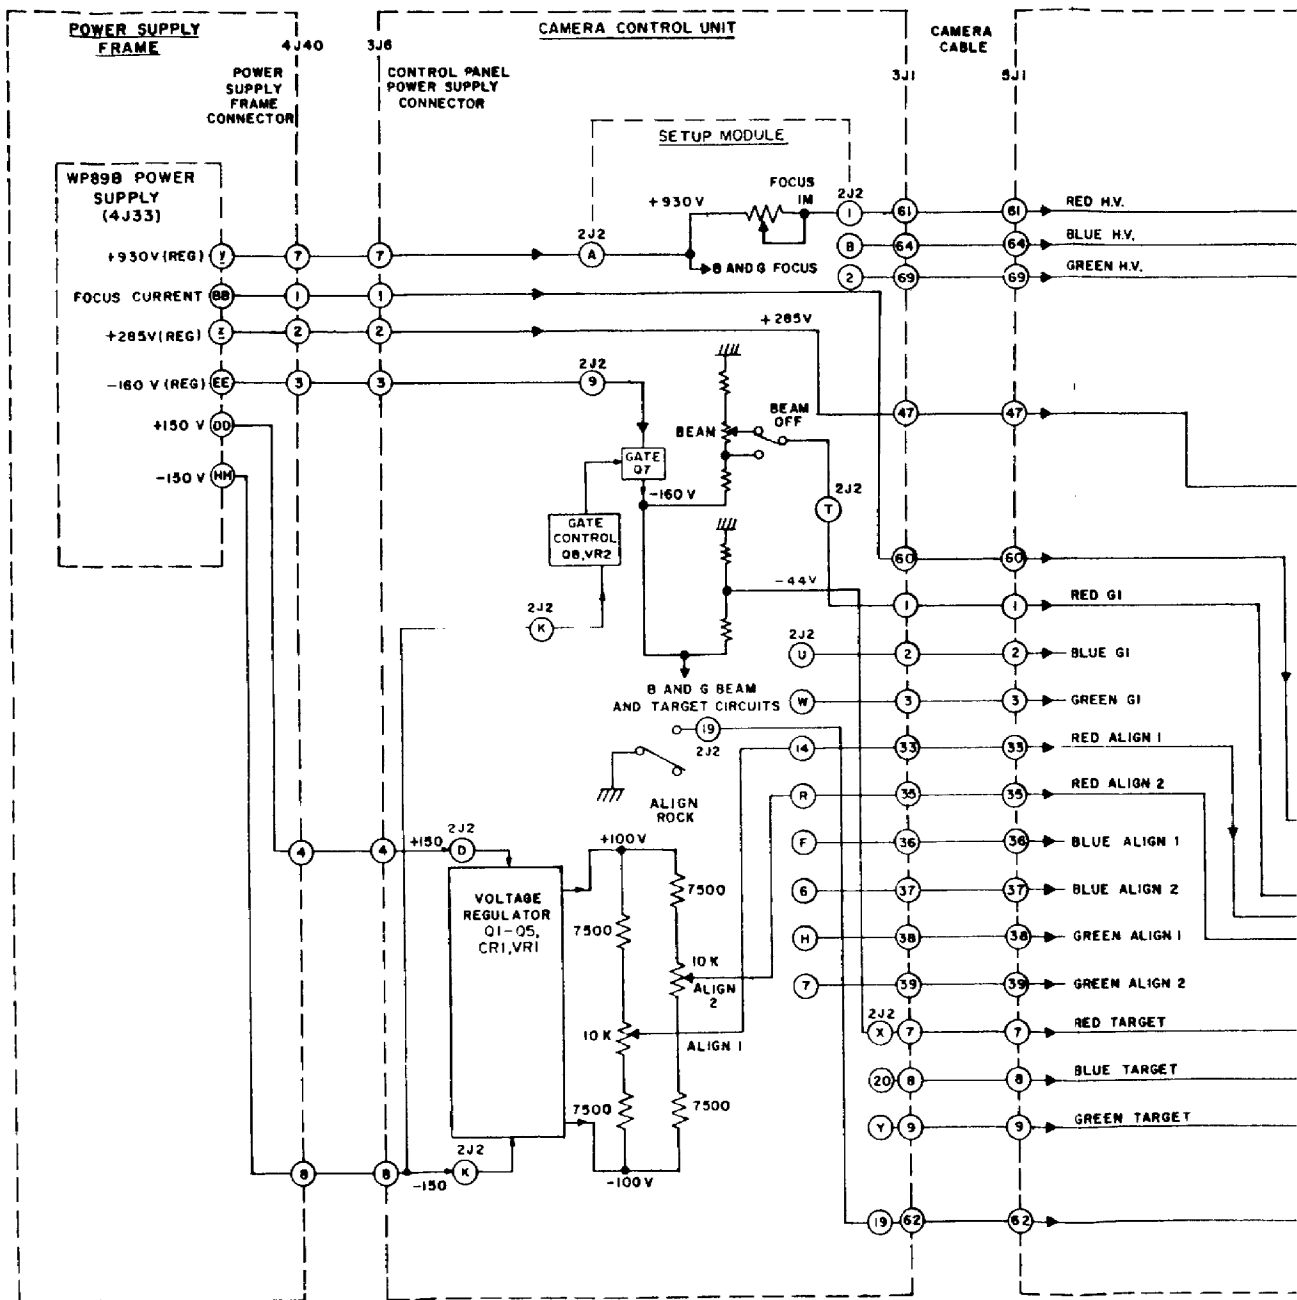 POWER SUPPLY
FRAME
4J40
3J6
CAMERA CONTROL UNIT
CAMERA
CABLE
3J1
5J1
POWER
SUPPLY
FRAME
CONNECTOR
CONTROL PANEL
POWER SUPPLY
CONNECTOR
SETUP MODULE
WP89B POWER
SUPPLY
(4J33)
+930V
FOCUS
1M
2J2
1
61
61
RED H.V.
B
64
64
BLUE H.V.
2
69
69
GREEN H.V.
+930V (REG)
y
7
7
2J2
A
B AND G FOCUS
FOCUS CURRENT
BB
1
1
+285V (REG)
z
2
2
+285V
-160 V (REG)
EE
3
3
2J2
9
+150 V
DD
-150 V
HH
BEAM
BEAM
OFF
47
47
GATE
Q7
-160 V
2J2
T
GATE
CONTROL
Q8,VR2
60
60
-44V
2J2
K
1
1
RED G1
2J2
U
2
2
BLUE G1
W
3
3
GREEN G1
B AND G BEAM
AND TARGET CIRCUITS
19
2J2
ALIGN
ROCK
14
33
33
RED ALIGN 1
R
35
35
RED ALIGN 2
F
36
36
BLUE ALIGN 1
6
37
37
BLUE ALIGN 2
H
38
38
GREEN ALIGN 1
7
39
39
GREEN ALIGN 2
4
4
+150
2J2
D
+100V
VOLTAGE
REGULATOR
Q1-Q5,
CR1,VR1
7500
7500
10K
ALIGN
2
10K
ALIGN 1
7500
7500
2J2
X
7
7
RED TARGET
20
8
8
BLUE TARGET
Y
9
9
GREEN TARGET
8
8
-150
2J2
K
-100V
19
62
62